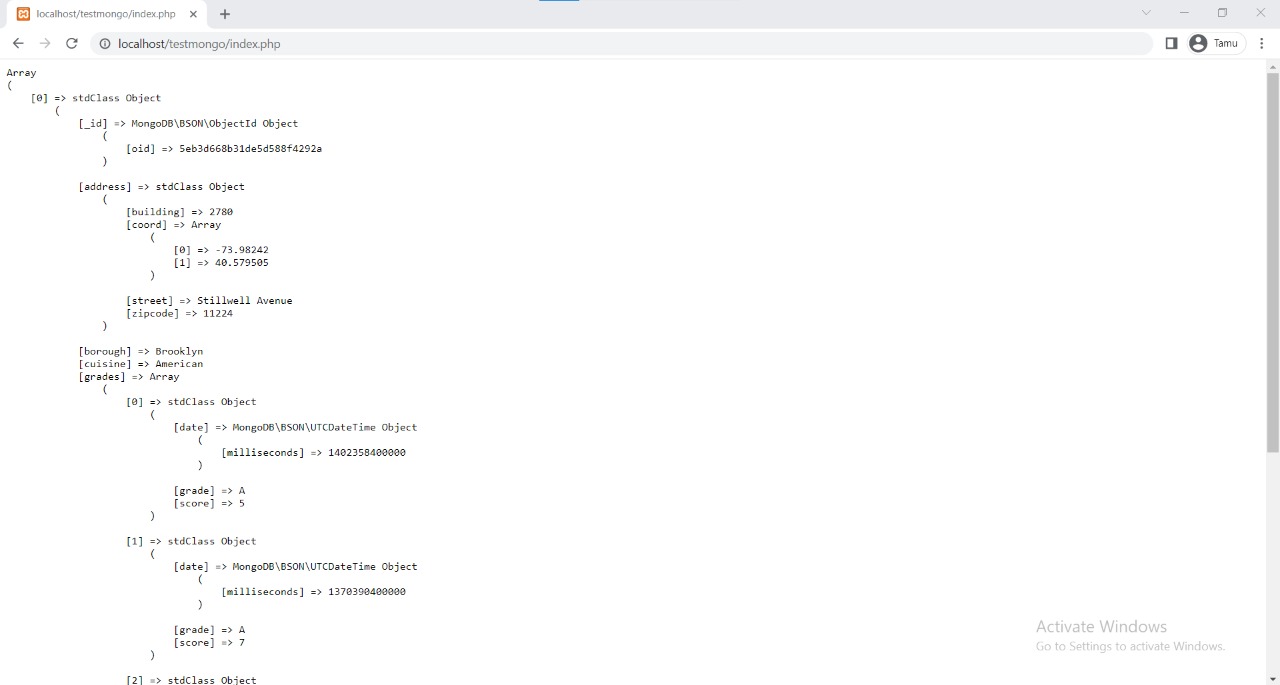 localhost/testmongo/index.php
localhost/testmongo/index.php
Tamu
Array
(
    [0] => stdClass Object
        (
            [_id] => MongoDB\BSON\ObjectId Object
                (
                    [oid] => 5eb3d668b31de5d588f4292a
                )
            [address] => stdClass Object
                (
                    [building] => 2780
                    [coord] => Array
                        (
                            [0] => -73.98242
                            [1] => 40.579505
                        )
                    [street] => Stillwell Avenue
                    [zipcode] => 11224
                )
            [borough] => Brooklyn
            [cuisine] => American
            [grades] => Array
                (
                    [0] => stdClass Object
                        (
                            [date] => MongoDB\BSON\UTCDateTime Object
                                (
                                    [milliseconds] => 1402358400000
                                )
                            [grade] => A
                            [score] => 5
                        )
                    [1] => stdClass Object
                        (
                            [date] => MongoDB\BSON\UTCDateTime Object
                                (
                                    [milliseconds] => 1370390400000
                                )
                            [grade] => A
                            [score] => 7
                        )
                    [2] => stdClass Object
Activate Windows
Go to Settings to activate Windows.